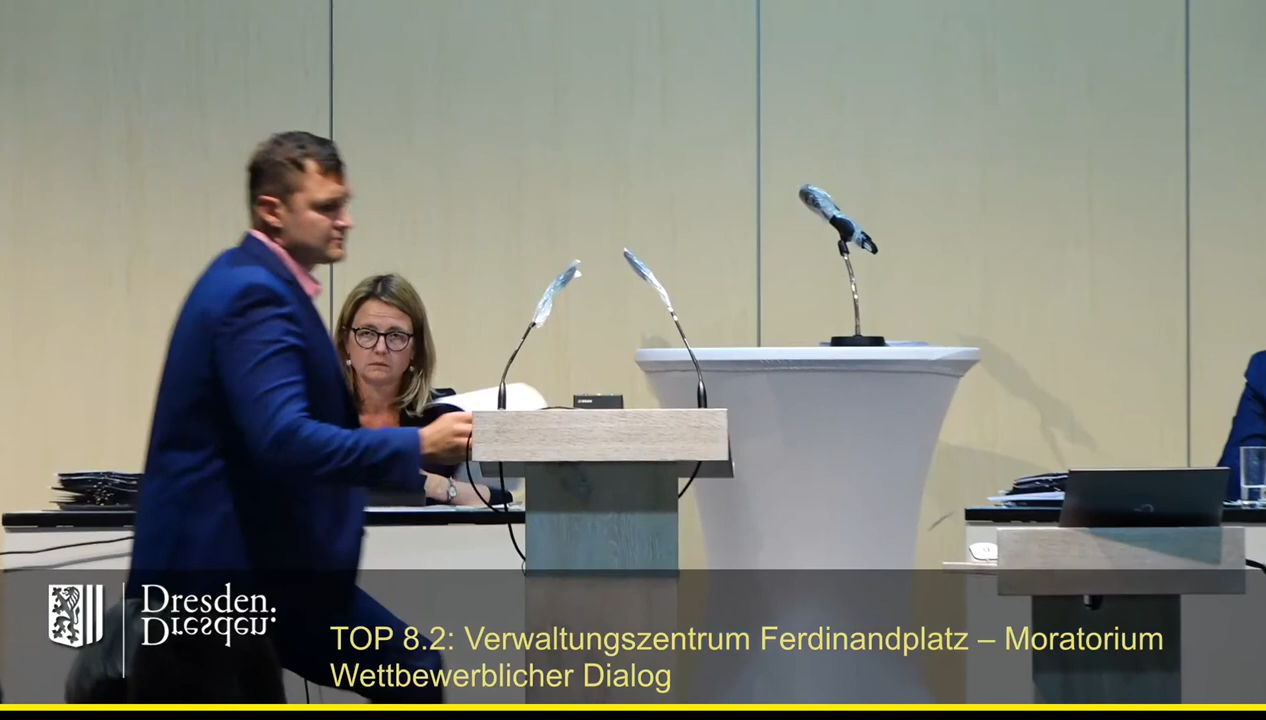 Dresden.
Dresden.
TOP 8.2: Verwaltungszentrum Ferdinandplatz – Moratorium
Wettbewerblicher Dialog